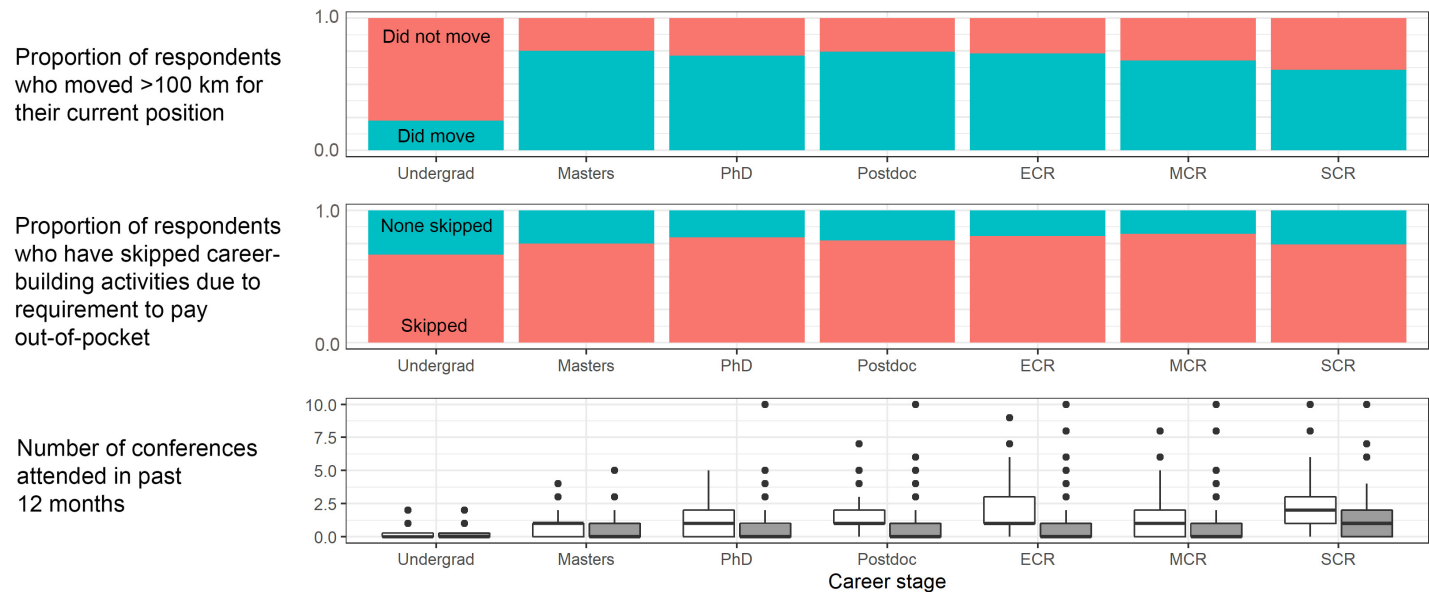 Proportion of respondents
who moved >100 km for
their current position
1.0
0.0
Did not move
Did move
Undergrad Masters PhD Postdoc ECR MCR SCR
Proportion of respondents
who have skipped career-
building activities due to
requirement to pay
out-of-pocket
1.0
0.0
None skipped
Skipped
Undergrad Masters PhD Postdoc ECR MCR SCR
Number of conferences
attended in past
12 months
10.0
7.5
5.0
2.5
0.0
Undergrad Masters PhD Postdoc ECR MCR SCR
Career stage